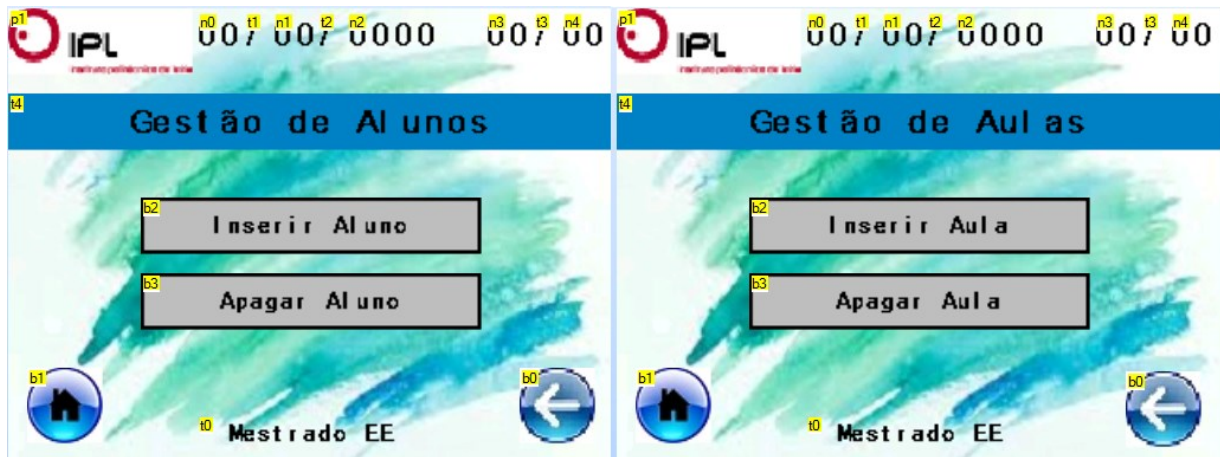 p1 IPL n0 00 t1 / n1 00 t2 / n2 0000 n3 00 t3 / n4 00
t4 Gestão de Alunos
b2 Inserir Aluno
b3 Apagar Aluno
b1 b0
t0 Mestrado EE
p1 IPL n0 00 t1 / n1 00 t2 / n2 0000 n3 00 t3 / n4 00
t4 Gestão de Aulas
b2 Inserir Aula
b3 Apagar Aula
b1 b0
t0 Mestrado EE